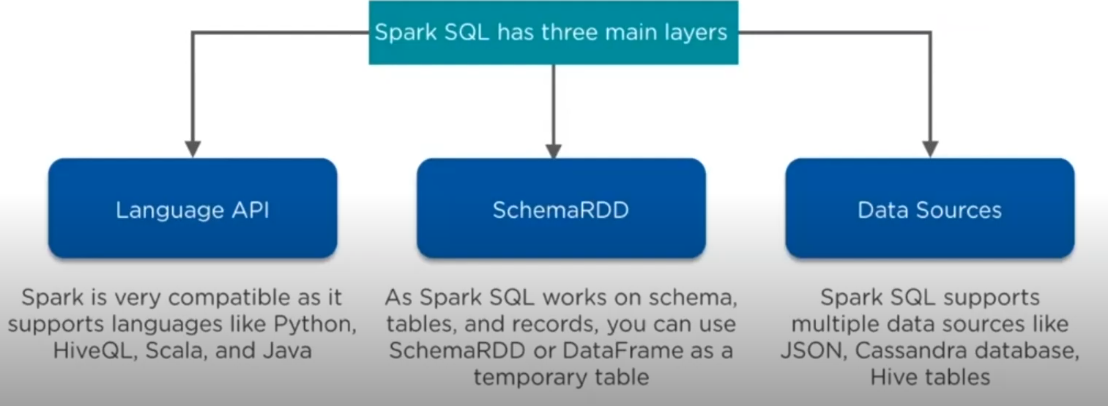 Spark SQL has three main layers
Language API
SchemaRDD
Data Sources
Spark is very compatible as it
supports languages like Python,
HiveQL, Scala, and Java
As Spark SQL works on schema,
tables, and records, you can use
SchemaRDD or DataFrame as a
temporary table
Spark SQL supports
multiple data sources like
JSON, Cassandra database,
Hive tables